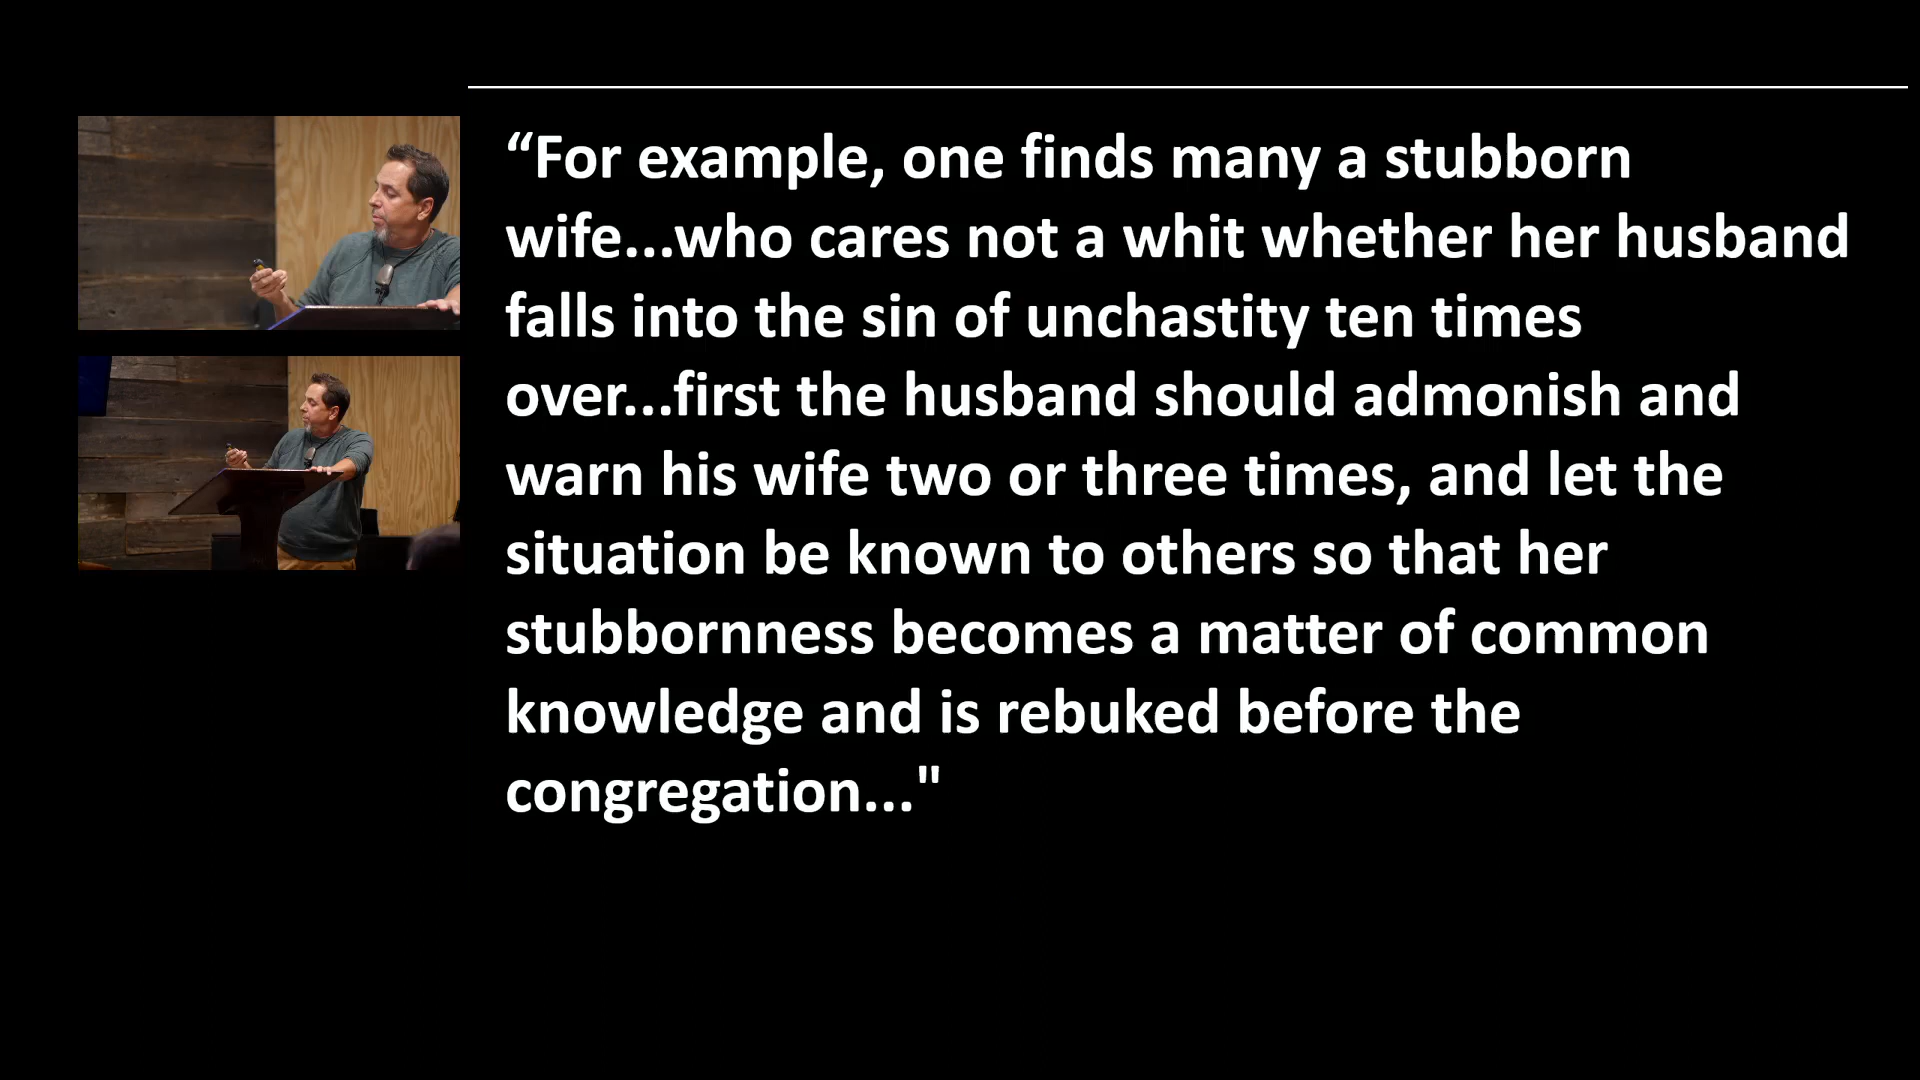 “For example, one finds many a stubborn
wife...who cares not a whit whether her husband
falls into the sin of unchastity ten times
over...first the husband should admonish and
warn his wife two or three times, and let the
situation be known to others so that her
stubbornness becomes a matter of common
knowledge and is rebuked before the
congregation..."